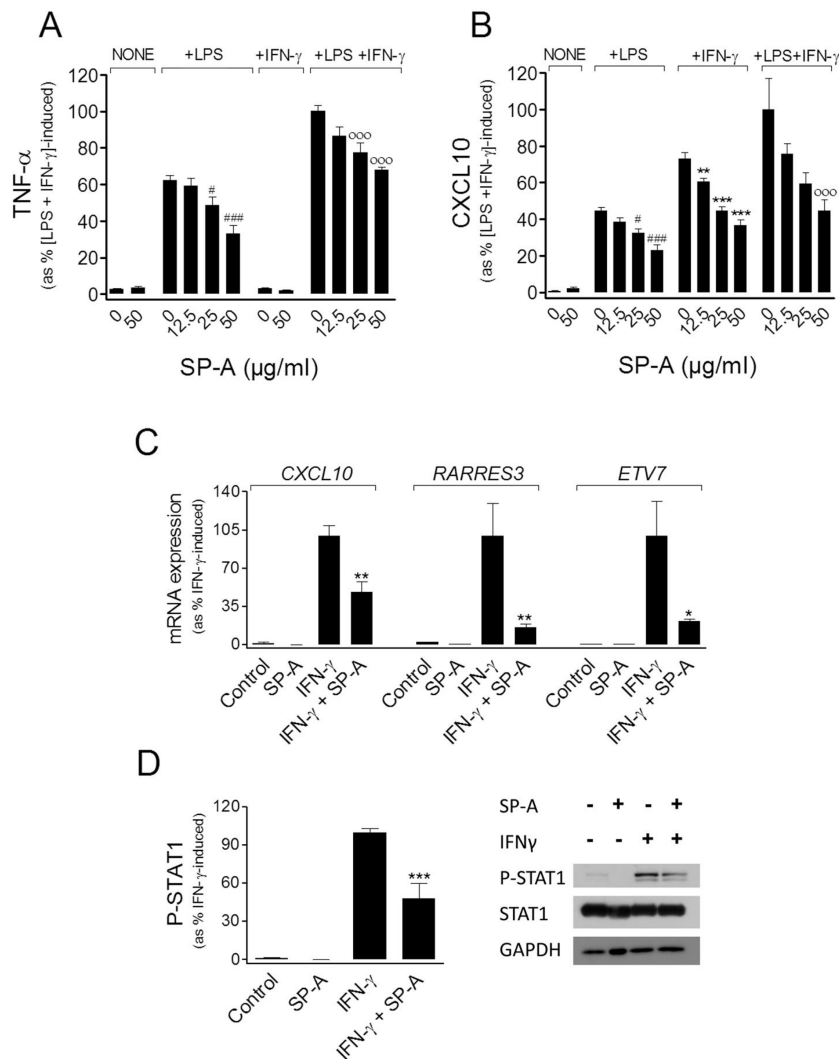 A
NONE +LPS +IFN-γ +LPS +IFN-γ
TNF-α
(as % [LPS + IFN-γ]-induced)
120
100
80
60
40
20
0
# ### ooo ooo
0 50 0 12.5 25 50 0 50 0 12.5 25 50
SP-A (µg/ml)
B
NONE +LPS +IFN-γ +LPS+IFN-γ
CXCL10
(as % [LPS +IFN-γ]-induced)
120
100
80
60
40
20
0
# ### ** *** *** ooo
0 50 0 12.5 25 50 0 12.5 25 50 0 12.5 25 50
SP-A (µg/ml)
C
CXCL10 RARRES3 ETV7
mRNA expression
(as % IFN-γ-induced)
140
105
70
35
0
** ** *
Control SP-A IFN-γ IFN-γ + SP-A Control SP-A IFN-γ IFN-γ + SP-A Control SP-A IFN-γ IFN-γ + SP-A
D
P-STAT1
(as % IFN-γ-induced)
120
90
60
30
0
***
Control SP-A IFN-γ IFN-γ + SP-A
SP-A - + - +
IFNγ - - + +
P-STAT1
STAT1
GAPDH